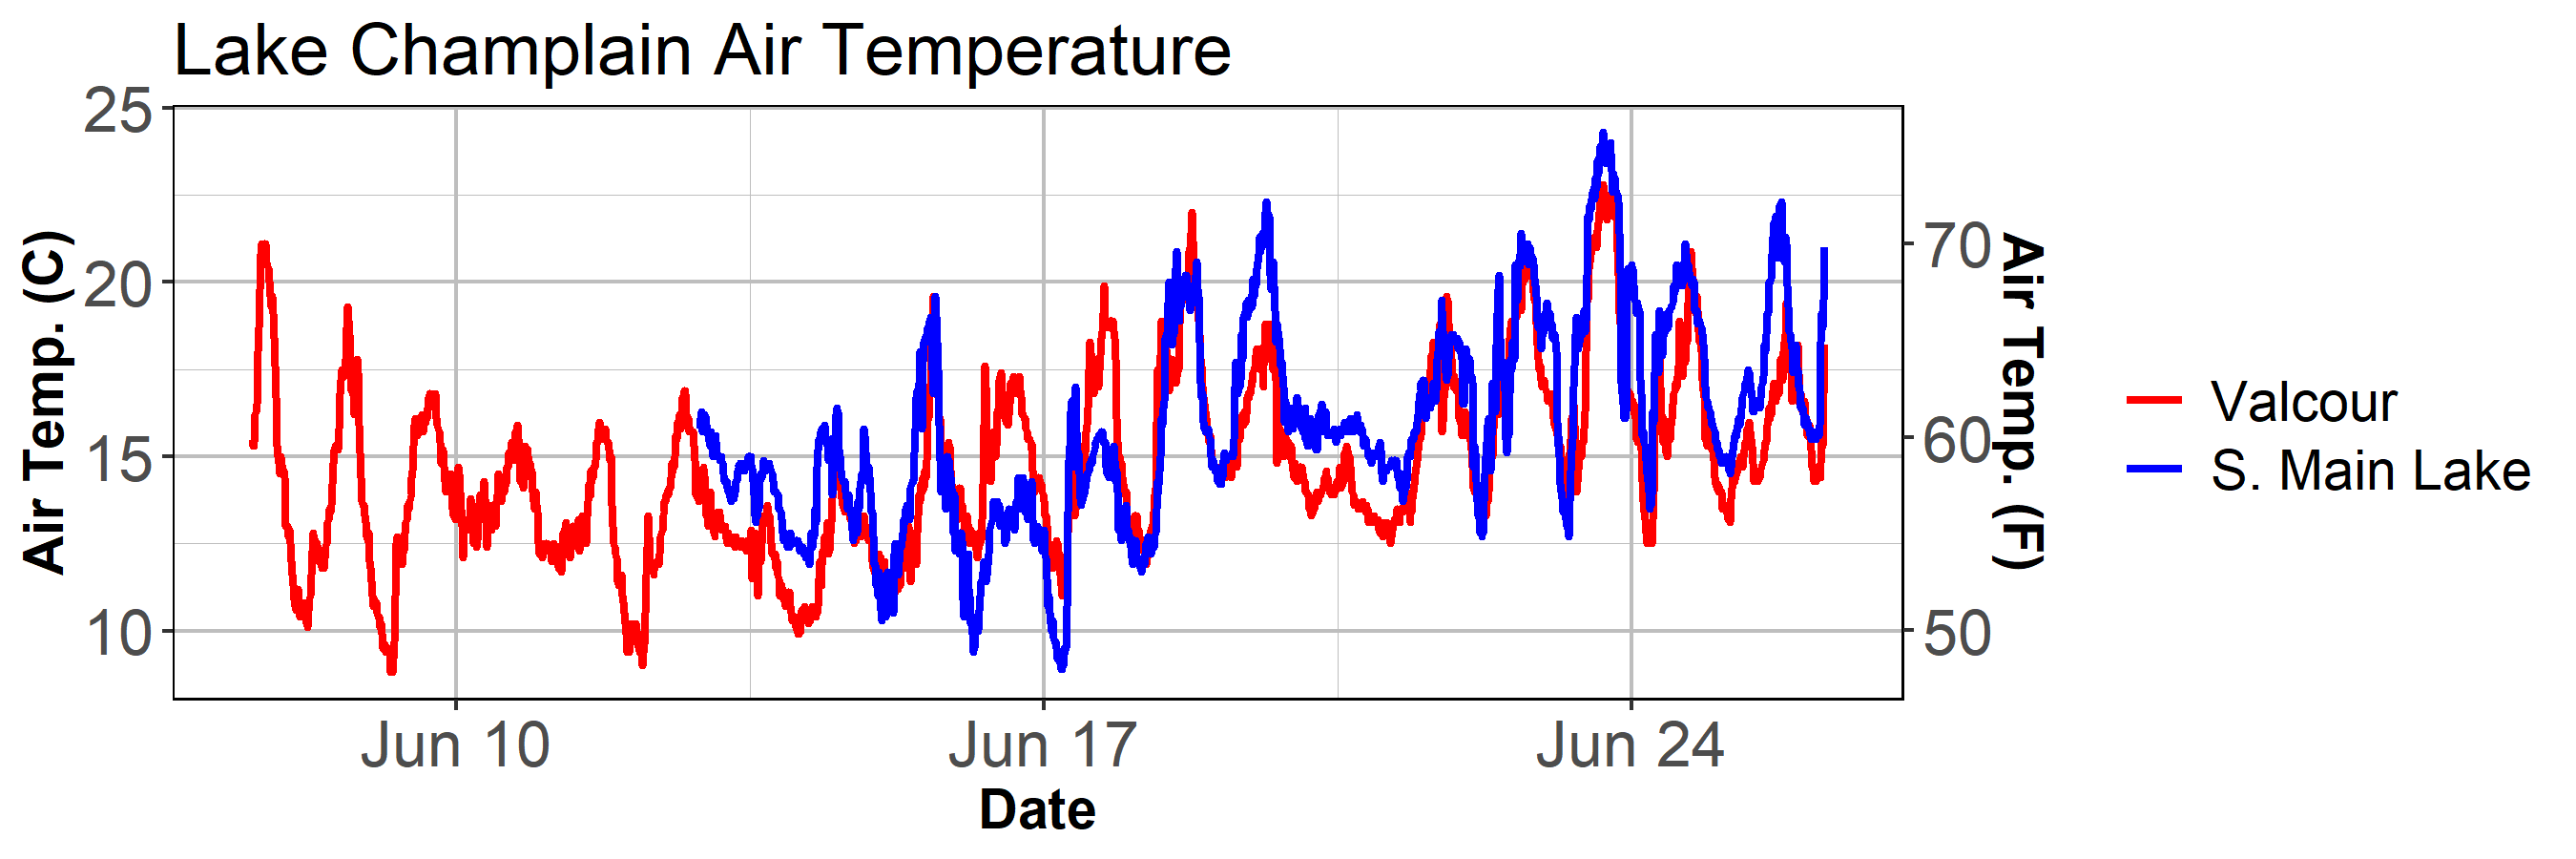 Lake Champlain Air Temperature
25
20
15
10
Air Temp. (C)
70
60
50
Air Temp. (F)
Jun 10
Jun 17
Jun 24
Date
Valcour
S. Main Lake